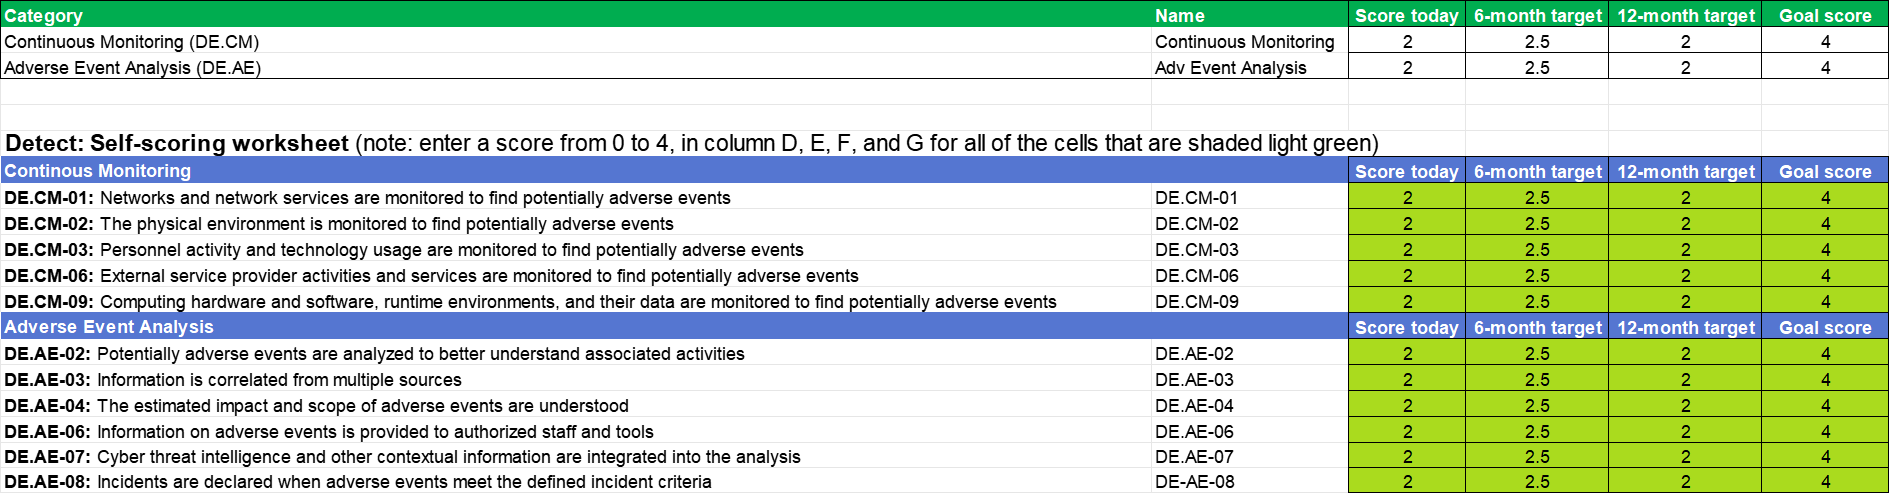 Category Name Score today 6-month target 12-month target Goal score
Continuous Monitoring (DE.CM) Continuous Monitoring 2 2.5 2 4
Adverse Event Analysis (DE.AE) Adv Event Analysis 2 2.5 2 4
Detect: Self-scoring worksheet (note: enter a score from 0 to 4, in column D, E, F, and G for all of the cells that are shaded light green)
Continous Monitoring Score today 6-month target 12-month target Goal score
DE.CM-01: Networks and network services are monitored to find potentially adverse events DE.CM-01 2 2.5 2 4
DE.CM-02: The physical environment is monitored to find potentially adverse events DE.CM-02 2 2.5 2 4
DE.CM-03: Personnel activity and technology usage are monitored to find potentially adverse events DE.CM-03 2 2.5 2 4
DE.CM-06: External service provider activities and services are monitored to find potentially adverse events DE.CM-06 2 2.5 2 4
DE.CM-09: Computing hardware and software, runtime environments, and their data are monitored to find potentially adverse events DE.CM-09 2 2.5 2 4
Adverse Event Analysis Score today 6-month target 12-month target Goal score
DE.AE-02: Potentially adverse events are analyzed to better understand associated activities DE.AE-02 2 2.5 2 4
DE.AE-03: Information is correlated from multiple sources DE.AE-03 2 2.5 2 4
DE.AE-04: The estimated impact and scope of adverse events are understood DE.AE-04 2 2.5 2 4
DE.AE-06: Information on adverse events is provided to authorized staff and tools DE.AE-06 2 2.5 2 4
DE.AE-07: Cyber threat intelligence and other contextual information are integrated into the analysis DE.AE-07 2 2.5 2 4
DE.AE-08: Incidents are declared when adverse events meet the defined incident criteria DE-AE-08 2 2.5 2 4